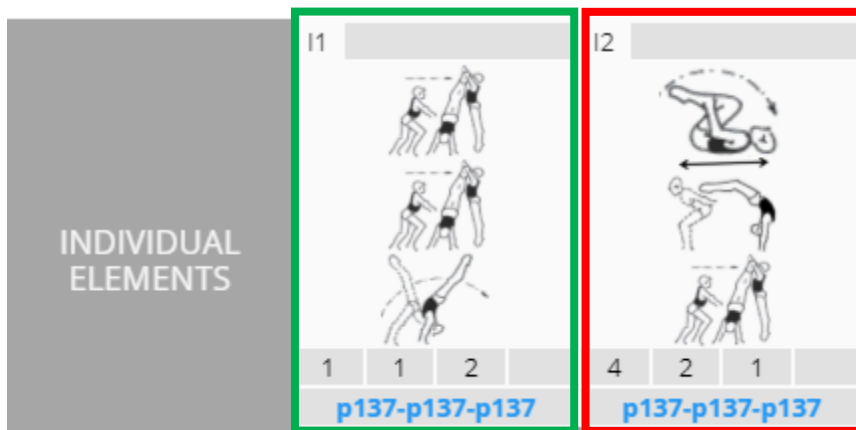 INDIVIDUAL
ELEMENTS
I1
1 1 2
p137-p137-p137
I2
4 2 1
p137-p137-p137